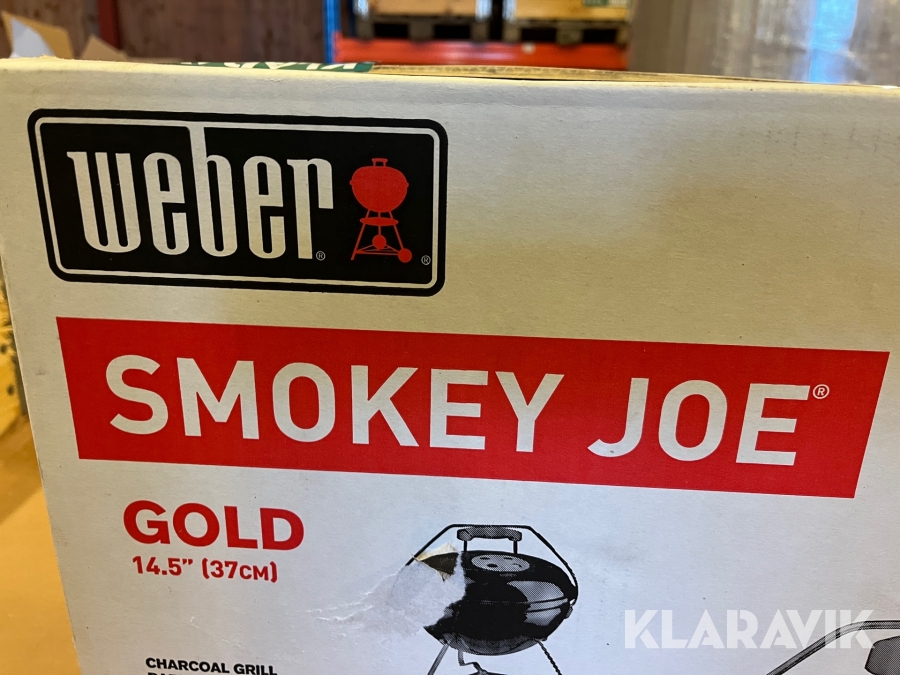 weber®
®
SMOKEY JOE®
GOLD
14.5” (37CM)
CHARCOAL GRILL
KLARAVIK